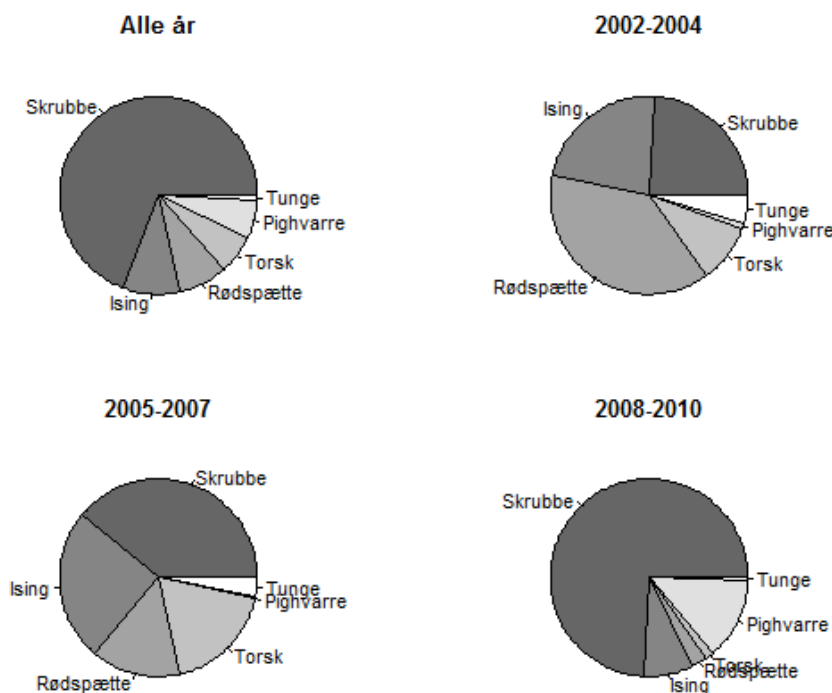 Alle år
Skrubbe
Tunge
Pighvarre
Torsk
Rødspætte
Ising
2002-2004
Ising
Skrubbe
Tunge
Pighvarre
Torsk
Rødspætte
2005-2007
Skrubbe
Ising
Tunge
Pighvarre
Torsk
Rødspætte
2008-2010
Skrubbe
Tunge
Pighvarre
Torsk
Rødspætte
Ising